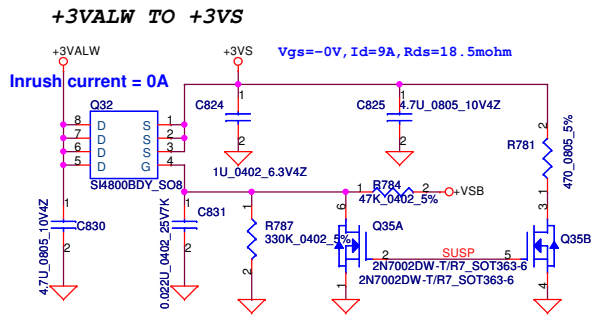 +3VALW TO +3VS
+3VALW
+3VS
Vgs=-0V,Id=9A,Rds=18.5mohm
Inrush current = 0A
Q32
8
7
6
5
D
D
D
D
S
S
S
G
1
2
3
4
SI4800BDY_SO8
C824
1
2
1U_0402_6.3V4Z
C825
1
2
4.7U_0805_10V4Z
R781
2
1
470_0805_5%
C830
1
2
4.7U_0805_10V4Z
C831
1
2
0.022U_0402_25V7K
R787
1
2
330K_0402_5%
R784
1
2
47K_0402_5%
+VSB
Q35A
6
2
1
2N7002DW-T/R7_SOT363-6
SUSP
Q35B
3
5
4
2N7002DW-T/R7_SOT363-6